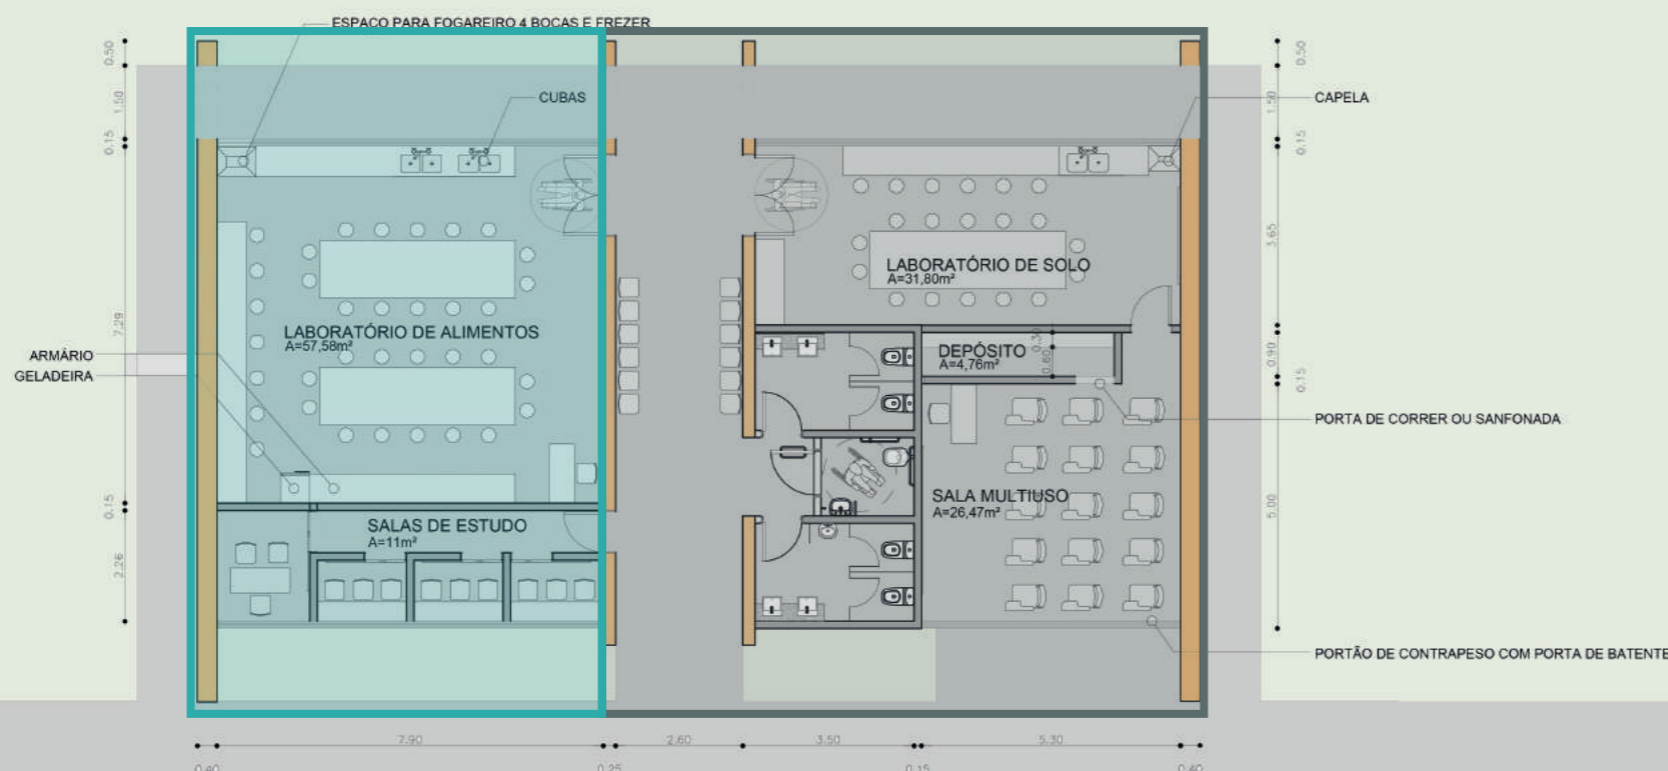 ESPAÇO PARA FOGAREIRO 4 BOCAS E FREZER
CUBAS
CAPELA
0.50
1.50
0.15
0.50
1.50
0.15
LABORATÓRIO DE SOLO
A=31,80m²
3.65
LABORATÓRIO DE ALIMENTOS
A=57,58m²
7.29
ARMÁRIO
GELADEIRA
DEPÓSITO
A=4,76m²
0.30
0.60
0.90
0.15
PORTA DE CORRER OU SANFONADA
SALA MULTIUSO
A=26,47m²
5.00
0.15
SALAS DE ESTUDO
A=11m²
2.26
PORTÃO DE CONTRAPESO COM PORTA DE BATENTE
7.90
2.60
3.50
5.30
0.25
0.15